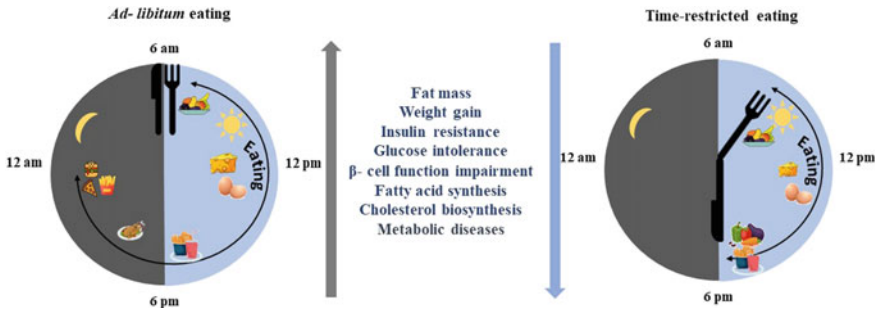 Ad- libitum eating
6 am
12 am
Eating
12 pm
6 pm
Fat mass
Weight gain
Insulin resistance
Glucose intolerance
β- cell function impairment
Fatty acid synthesis
Cholesterol biosynthesis
Metabolic diseases
Time-restricted eating
6 am
12 am
Eating
12 pm
6 pm